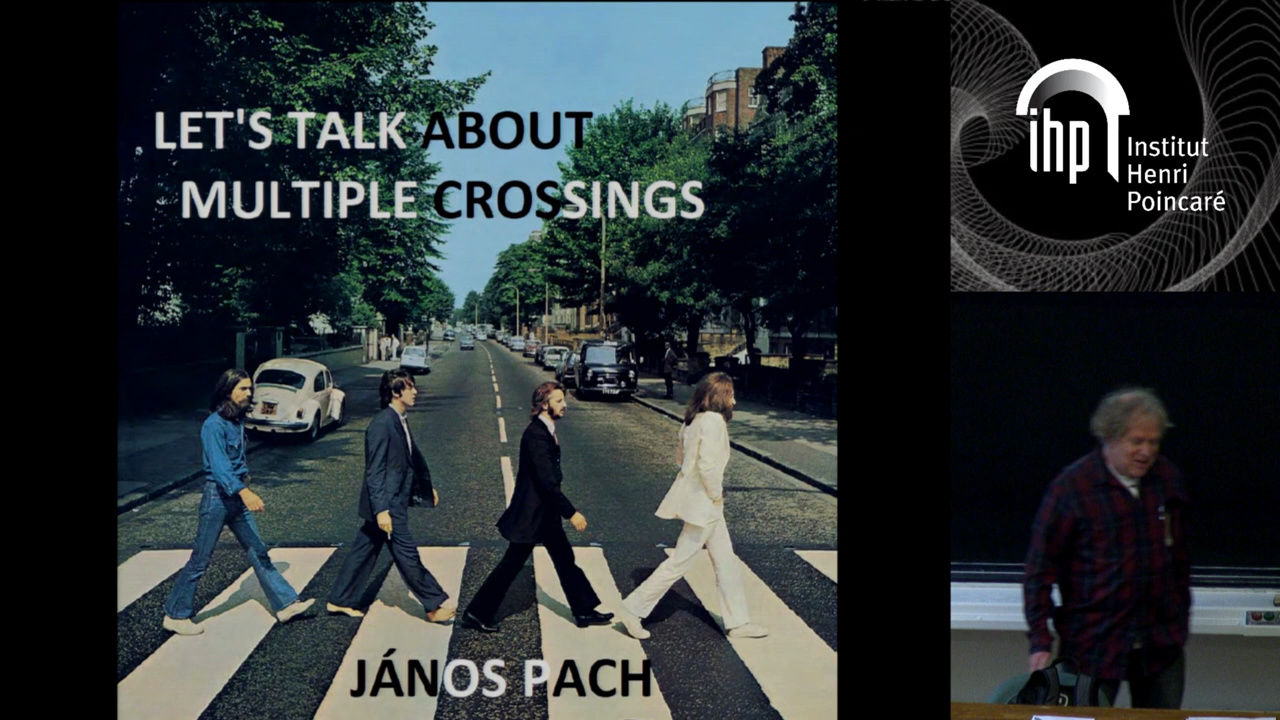 LET'S TALK ABOUT
MULTIPLE CROSSINGS
JÁNOS PACH
ihp
Institut
Henri
Poincaré